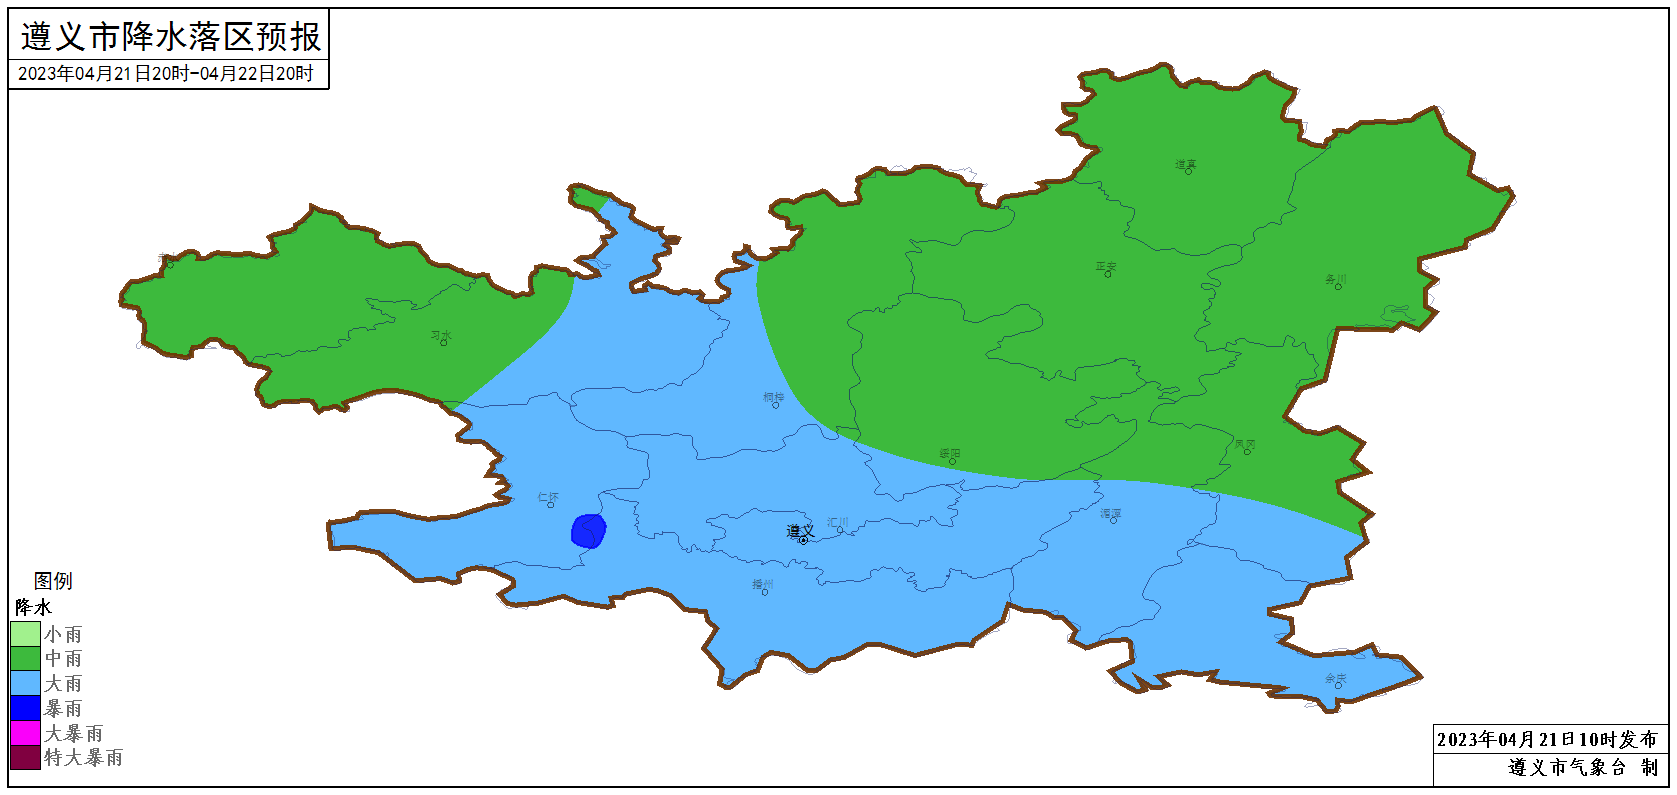 遵义市降水落区预报
2023年04月21日20时-04月22日20时
道真
正安
务川
习水
桐梓
绥阳
凤冈
仁怀
汇川
遵义
湄潭
播州
余庆
图例
降水
小雨
中雨
大雨
暴雨
大暴雨
特大暴雨
2023年04月21日10时发布
遵义市气象台 制